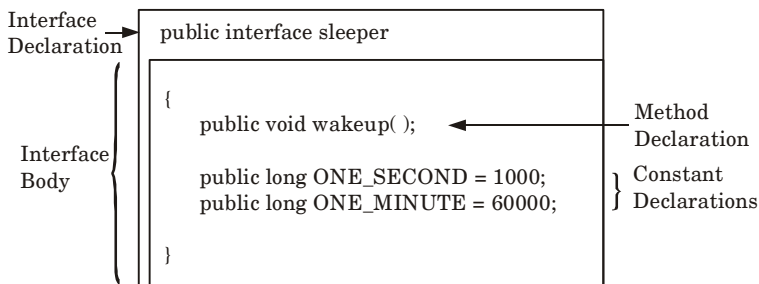 Interface
Declaration
public interface sleeper
{
public void wakeup( );
Method
Declaration
Interface
Body
public long ONE_SECOND = 1000;
public long ONE_MINUTE = 60000;
Constant
Declarations
}